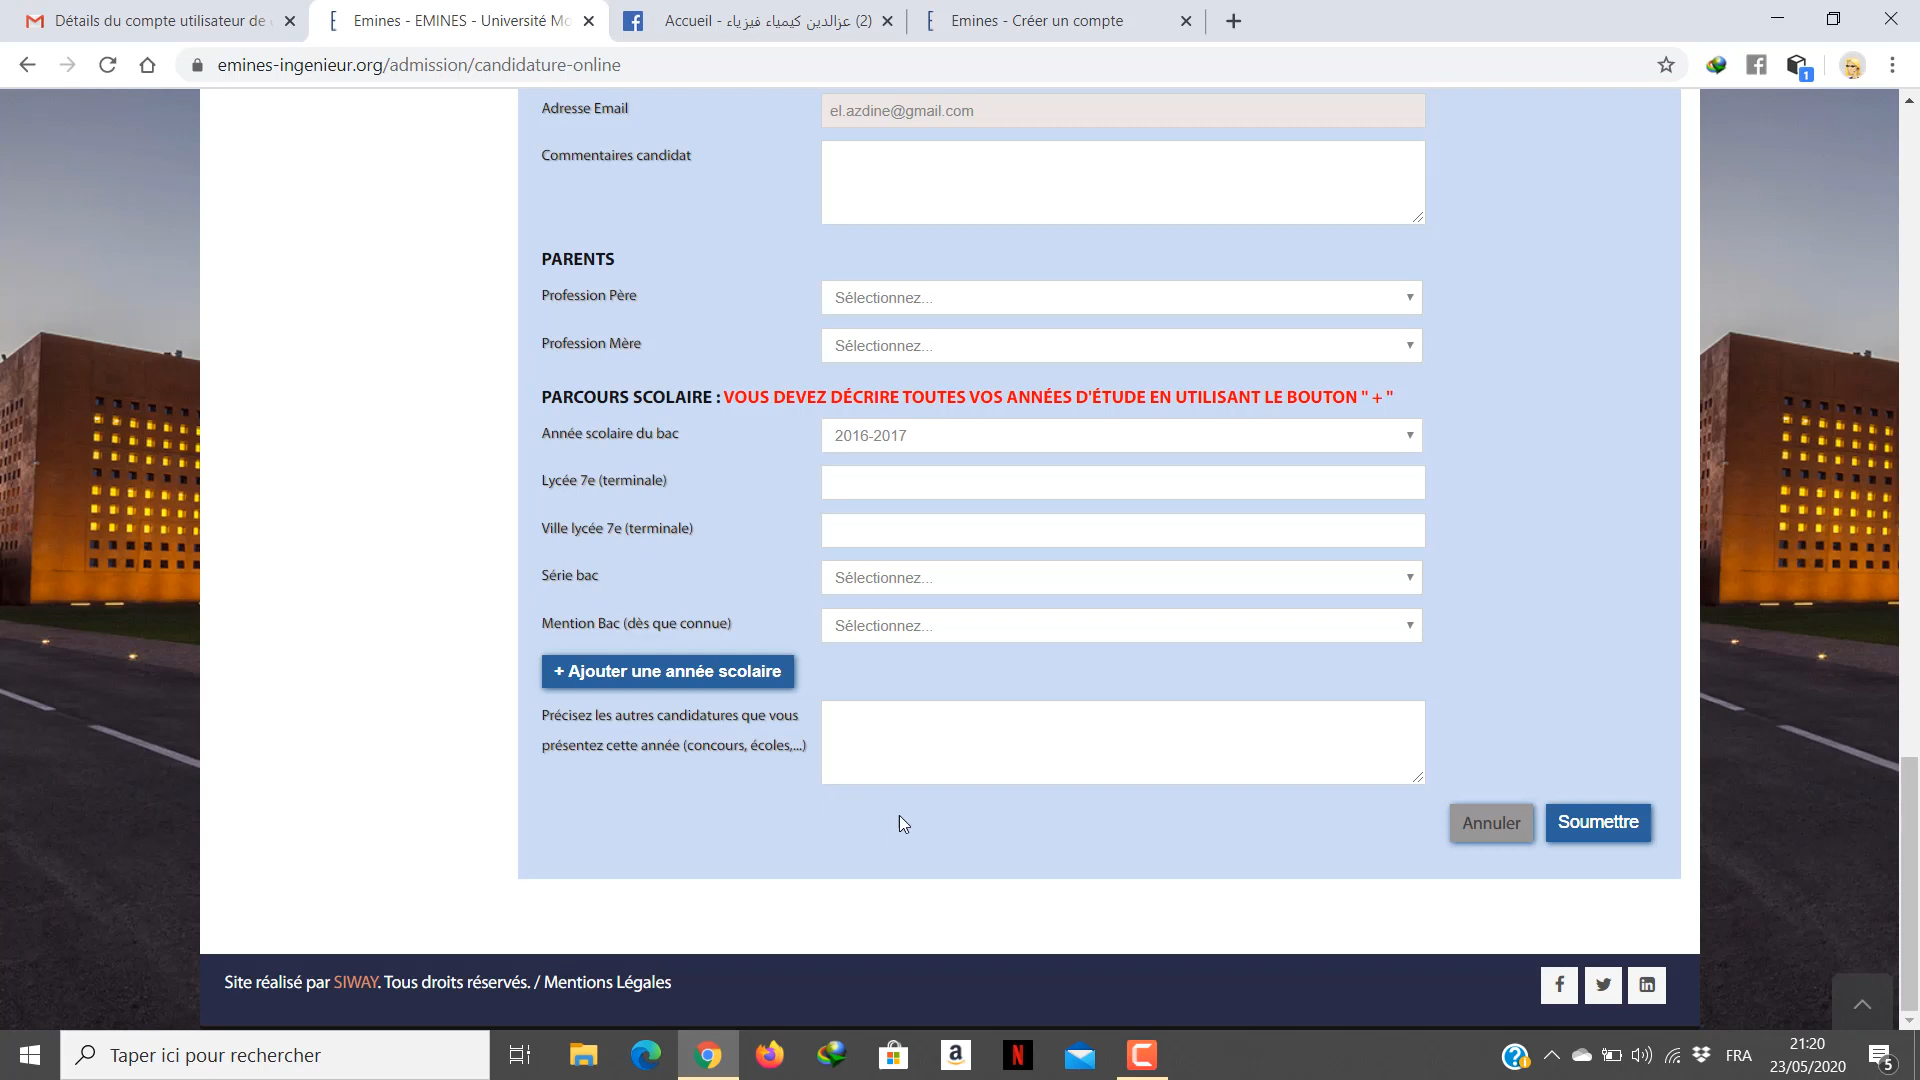 Détails du compte utilisateur de
Emines - EMINES - Université Mo
Accueil - عزالدين كيمياء فيزياء (2)
Emines - Créer un compte
emines-ingenieur.org/admission/candidature-online
1
Adresse Email
el.azdine@gmail.com
Commentaires candidat
PARENTS
Profession Père
Sélectionnez...
Profession Mère
Sélectionnez...
PARCOURS SCOLAIRE : VOUS DEVEZ DÉCRIRE TOUTES VOS ANNÉES D'ÉTUDE EN UTILISANT LE BOUTON " + "
Année scolaire du bac
2016-2017
Lycée 7e (terminale)
Ville lycée 7e (terminale)
Série bac
Sélectionnez...
Mention Bac (dès que connue)
Sélectionnez...
+ Ajouter une année scolaire
Précisez les autres candidatures que vous
présentez cette année (concours, écoles,...)
Annuler
Soumettre
Site réalisé par SIWAY. Tous droits réservés. / Mentions Légales
Taper ici pour rechercher
FRA
21:20
23/05/2020
5